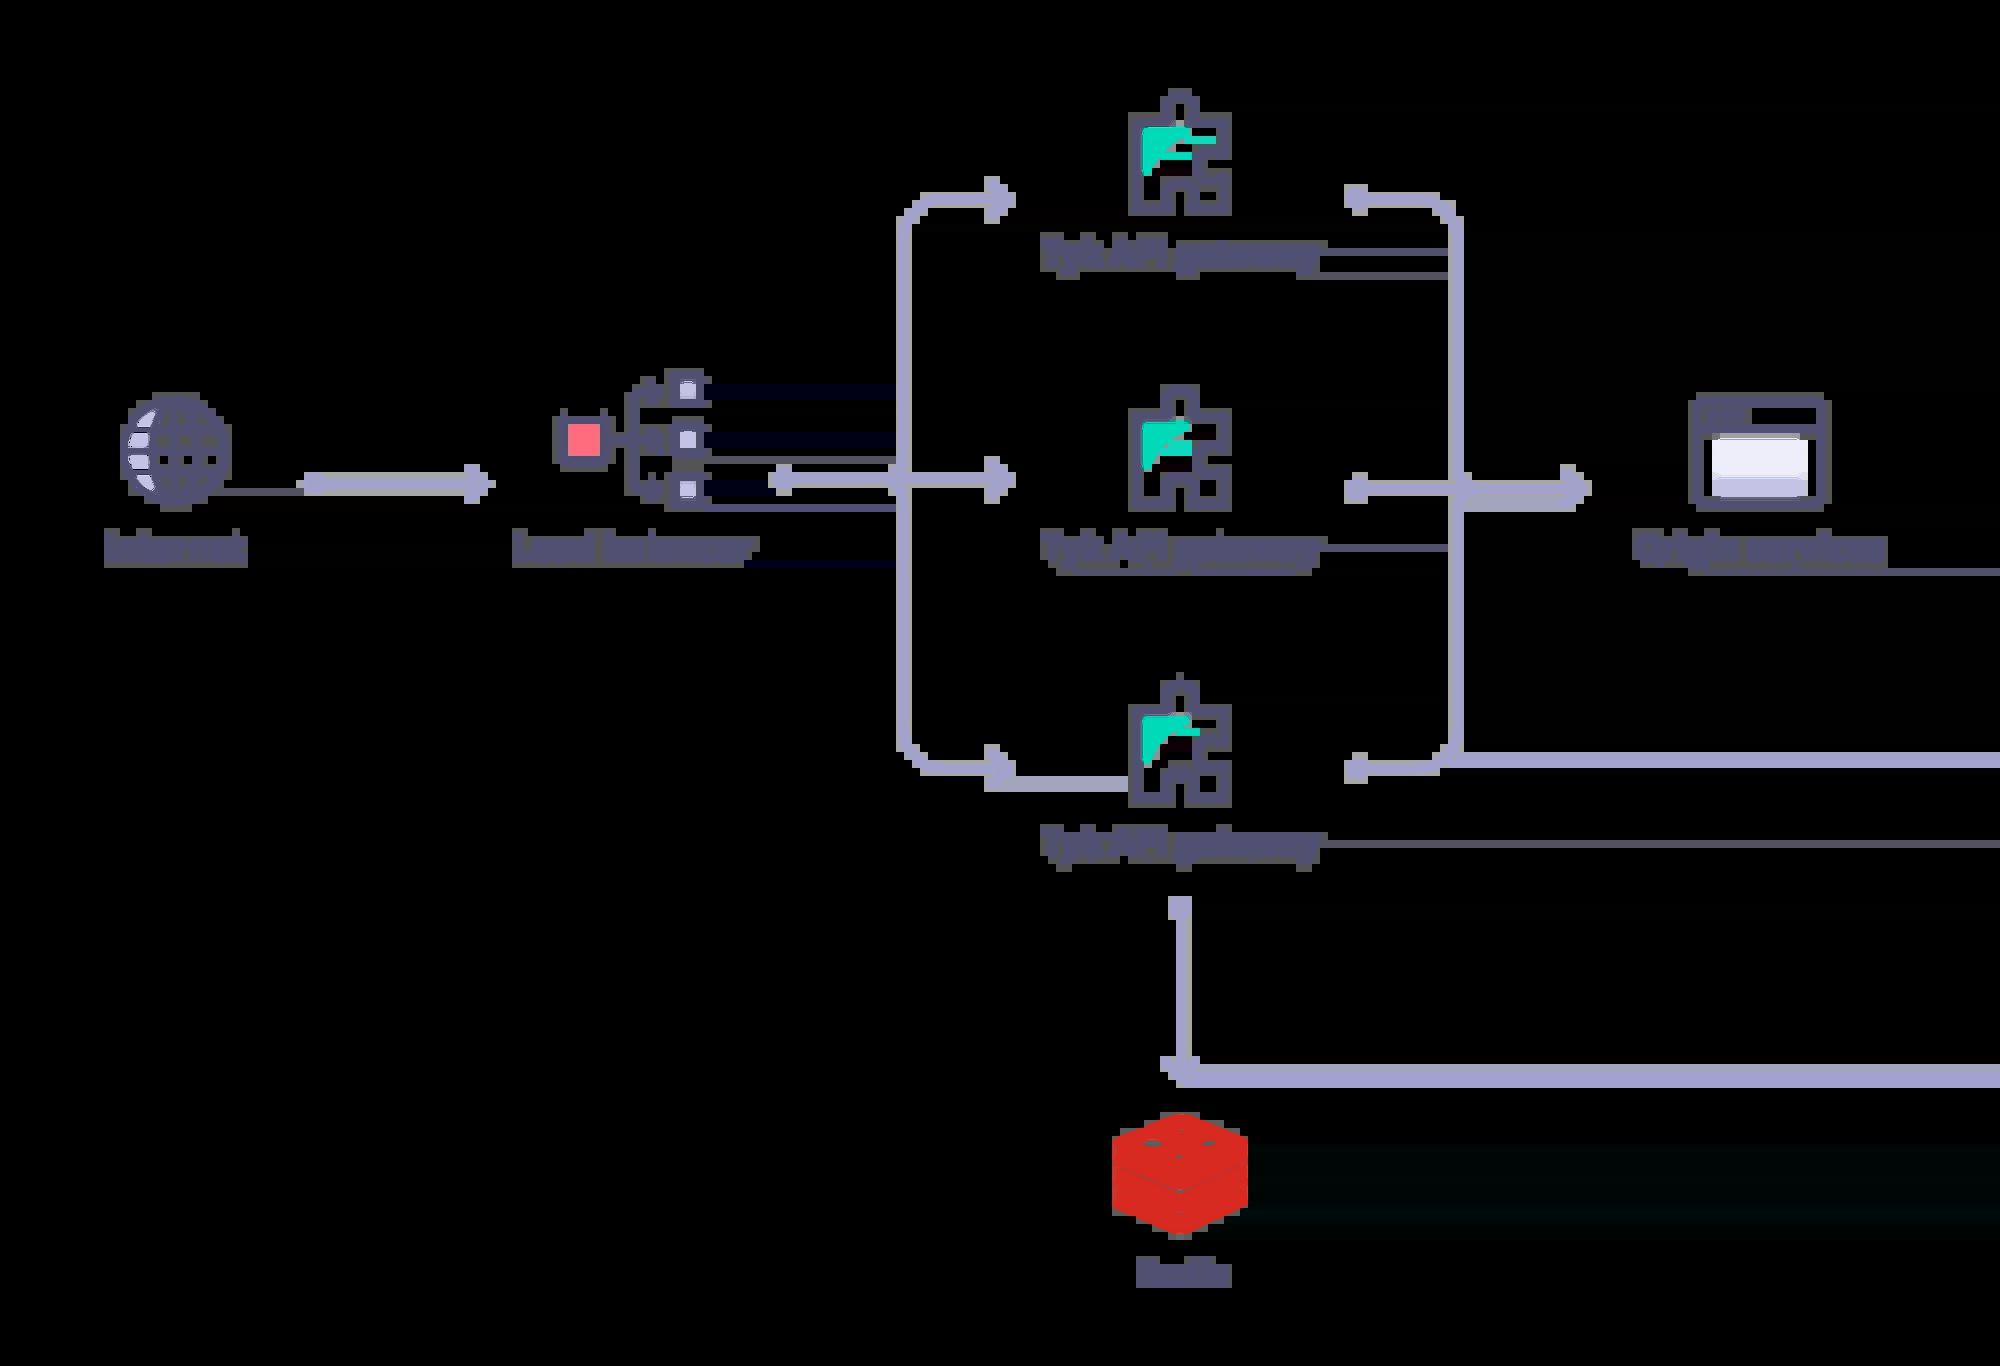 Tyk API gateway
Internet
Load balancer
Tyk API gateway
Origin services
Tyk API gateway
Redis